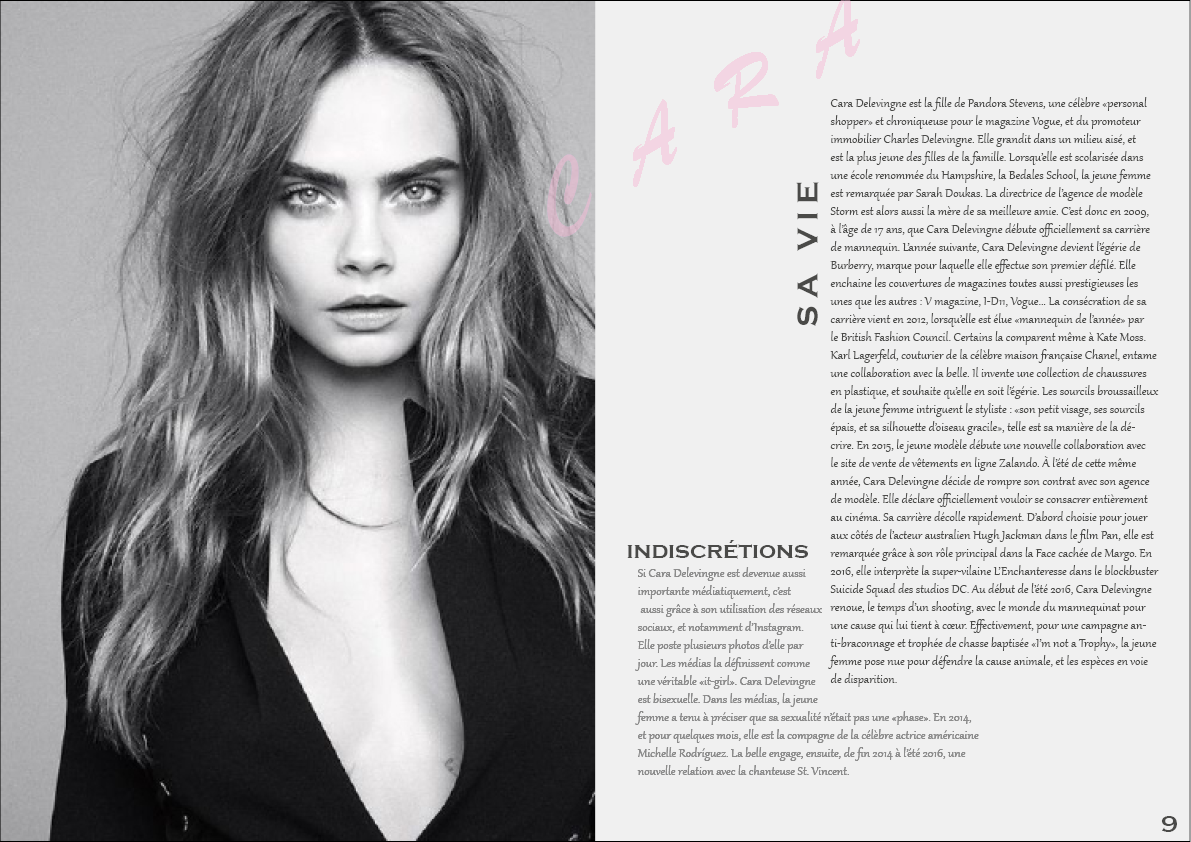 C A R A
SA VIE
Cara Delevingne est la fille de Pandora Stevens, une célèbre «personal
shopper» et chroniqueuse pour le magazine Vogue, et du promoteur
immobilier Charles Delevingne. Elle grandit dans un milieu aisé, et
est la plus jeune des filles de la famille. Lorsqu'elle est scolarisée dans
une école renommée du Hampshire, la Bedales School, la jeune femme
est remarquée par Sarah Doukas. La directrice de l'agence de modèle
Storm est alors aussi la mère de sa meilleure amie. C'est donc en 2009,
à l'âge de 17 ans, que Cara Delevingne débute officiellement sa carrière
de mannequin. L'année suivante, Cara Delevingne devient l'égérie de
Burberry, marque pour laquelle elle effectue son premier défilé. Elle
enchaine les couvertures de magazines toutes aussi prestigieuses les
unes que les autres : V magazine, I-D11, Vogue... La consécration de sa
carrière vient en 2012, lorsqu'elle est élue «mannequin de l'année» par
le British Fashion Council. Certains la comparent même à Kate Moss.
Karl Lagerfeld, couturier de la célèbre maison française Chanel, entame
une collaboration avec la belle. Il invente une collection de chaussures
en plastique, et souhaite qu'elle en soit l'égérie. Les sourcils broussailleux
de la jeune femme intriguent le styliste : «son petit visage, ses sourcils
épais, et sa silhouette d'oiseau gracile», telle est sa manière de la dé-
crire. En 2015, le jeune modèle débute une nouvelle collaboration avec
le site de vente de vêtements en ligne Zalando. À l'été de cette même
année, Cara Delevingne décide de rompre son contrat avec son agence
de modèle. Elle déclare officiellement vouloir se consacrer entièrement
au cinéma. Sa carrière décolle rapidement. D'abord choisie pour jouer
aux côtés de l'acteur australien Hugh Jackman dans le film Pan, elle est
remarquée grâce à son rôle principal dans la Face cachée de Margo. En
2016, elle interprète la super-vilaine L'Enchanteresse dans le blockbuster
Suicide Squad des studios DC. Au début de l'été 2016, Cara Delevingne
renoue, le temps d'un shooting, avec le monde du mannequinat pour
une cause qui lui tient à cœur. Effectivement, pour une campagne an-
ti-braconnage et trophée de chasse baptisée «I'm not a Trophy», la jeune
femme pose nue pour défendre la cause animale, et les espèces en voie
de disparition.
INDISCRÉTIONS
Si Cara Delevingne est devenue aussi
importante médiatiquement, c'est
aussi grâce à son utilisation des réseaux
sociaux, et notamment d'Instagram.
Elle poste plusieurs photos d'elle par
jour. Les médias la définissent comme
une véritable «it-girl». Cara Delevingne
est bisexuelle. Dans les médias, la jeune
femme a tenu à préciser que sa sexualité n'était pas une «phase». En 2014,
et pour quelques mois, elle est la compagne de la célèbre actrice américaine
Michelle Rodríguez. La belle engage, ensuite, de fin 2014 à l'été 2016, une
nouvelle relation avec la chanteuse St. Vincent.
9